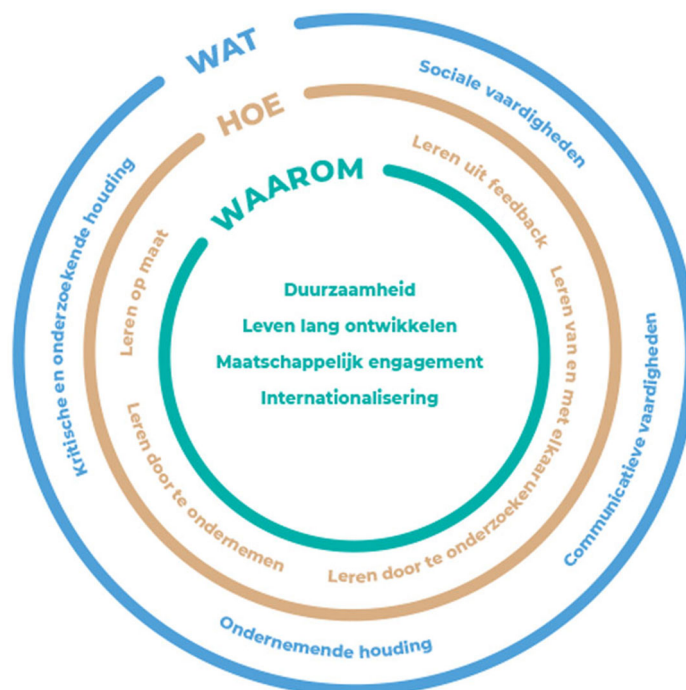 WAT
Sociale vaardigheden
Communicatieve vaardigheden
Ondernemende houding
Kritische en onderzoekende houding
HOE
Leren uit feedback
Leren van en met elkaar
Leren door te onderzoeken
Leren door te ondernemen
Leren op maat
WAAROM
Duurzaamheid
Leven lang ontwikkelen
Maatschappelijk engagement
Internationalisering